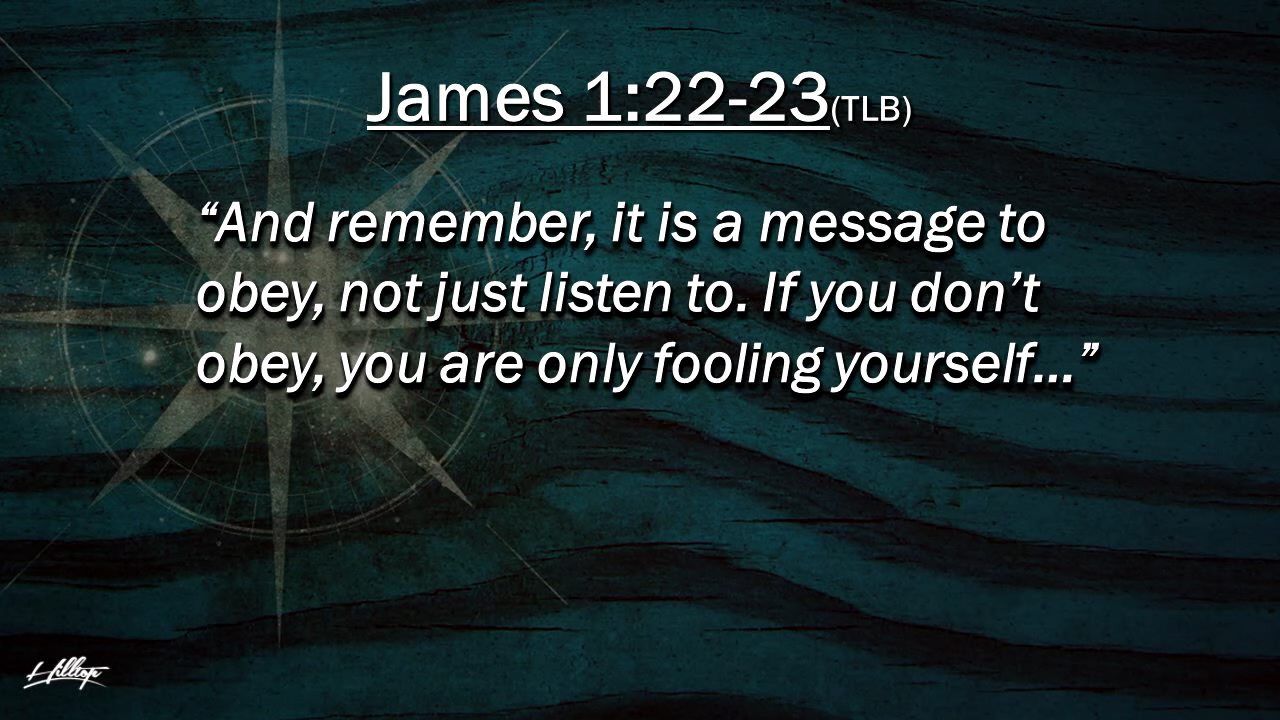 James 1:22-23(TLB)
“And remember, it is a message to
obey, not just listen to. If you don’t
obey, you are only fooling yourself...”
Hilltop